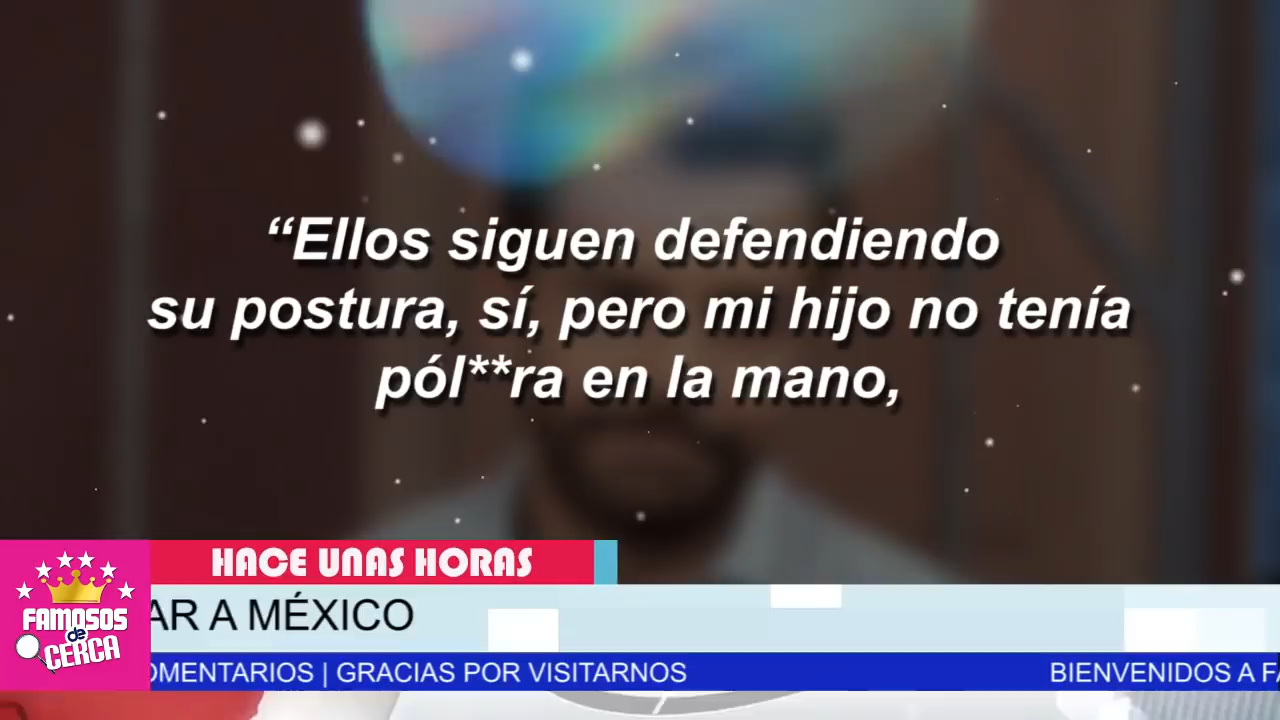 “Ellos siguen defendiendo
su postura, sí, pero mi hijo no tenía
pól**ra en la mano,
HACE UNAS HORAS
AR A MÉXICO
FAMOSOS
de
CERCA
OMENTARIOS | GRACIAS POR VISITARNOS
BIENVENIDOS A FA